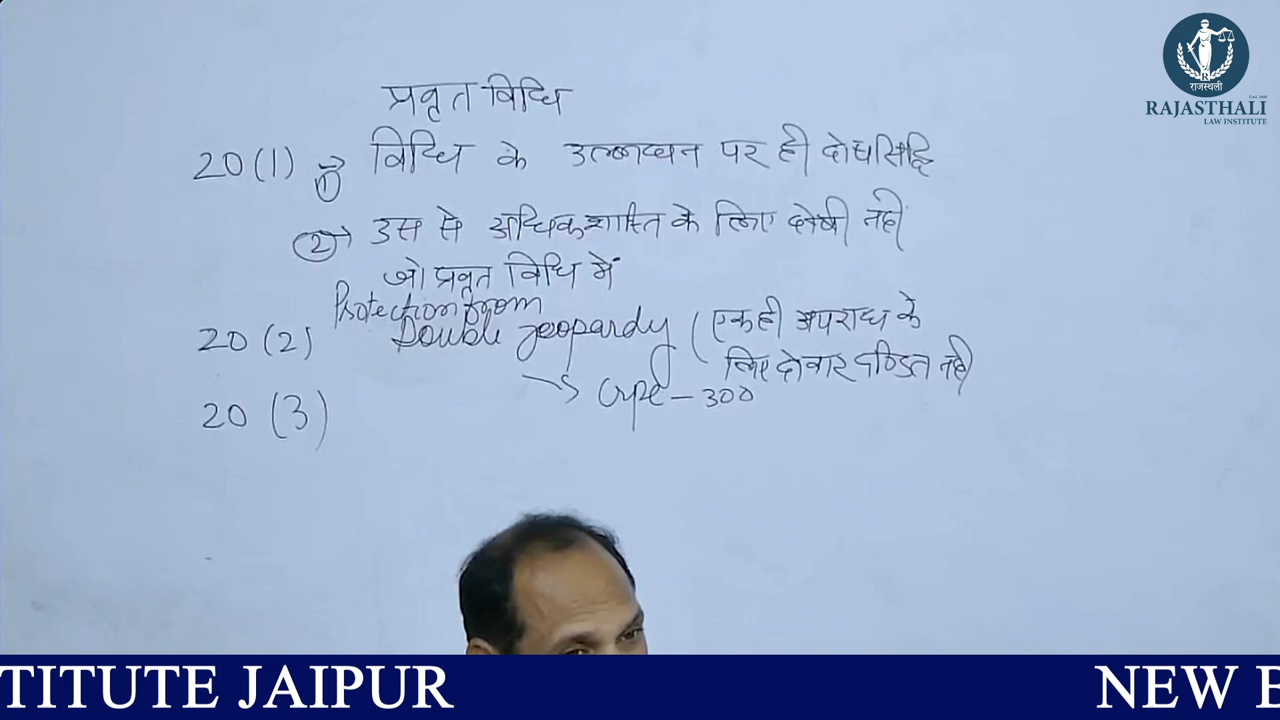 प्रवृत विधि
20(1) ① विधि के उल्लघ्घन पर ही दोषसिद्धि
② उस से अधिक शास्ति के लिए दोषी नहीं
जो प्रवृत विधि में
Protection from
20 (2) Double jeopardy ( एक ही अपराध के
लिए दो बार दण्डित नही
→ Crpc - 300
20 (3)
राजस्थली
RAJASTHALI
LAW INSTITUTE
TITUTE JAIPUR NEW B